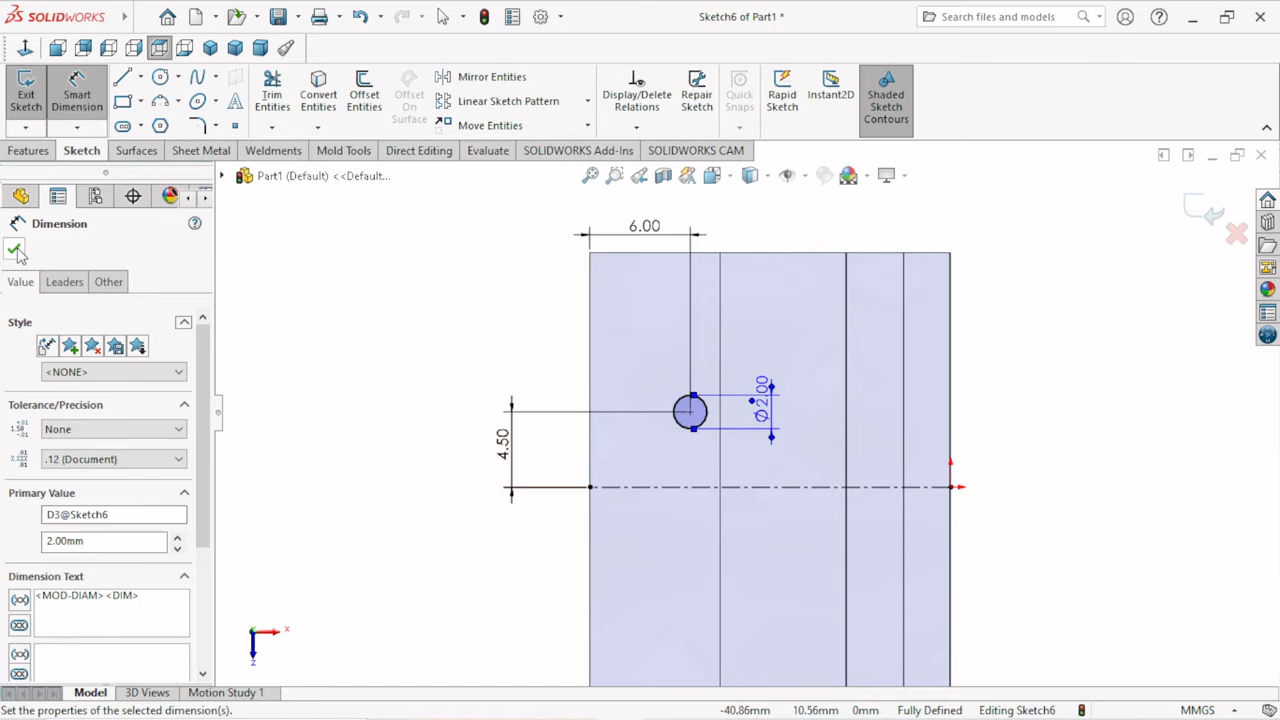 SOLIDWORKS
Sketch6 of Part1 *
Search files and models
Exit Sketch
Smart Dimension
Trim Entities
Convert Entities
Offset Entities
Offset On Surface
Mirror Entities
Linear Sketch Pattern
Move Entities
Display/Delete Relations
Repair Sketch
Quick Snaps
Rapid Sketch
Instant2D
Shaded Sketch Contours
Features
Sketch
Surfaces
Sheet Metal
Weldments
Mold Tools
Direct Editing
Evaluate
SOLIDWORKS Add-Ins
SOLIDWORKS CAM
Part1 (Default) <<Default...
Dimension
Value
Leaders
Other
Style
<NONE>
Tolerance/Precision
None
.12 (Document)
Primary Value
D3@Sketch6
2.00mm
Dimension Text
<MOD-DIAM><DIM>
6.00
4.50
Ø2.00
x
z
Model
3D Views
Motion Study 1
Set the properties of the selected dimension(s).
-40.86mm
10.56mm
0mm
Fully Defined
Editing Sketch6
MMGS